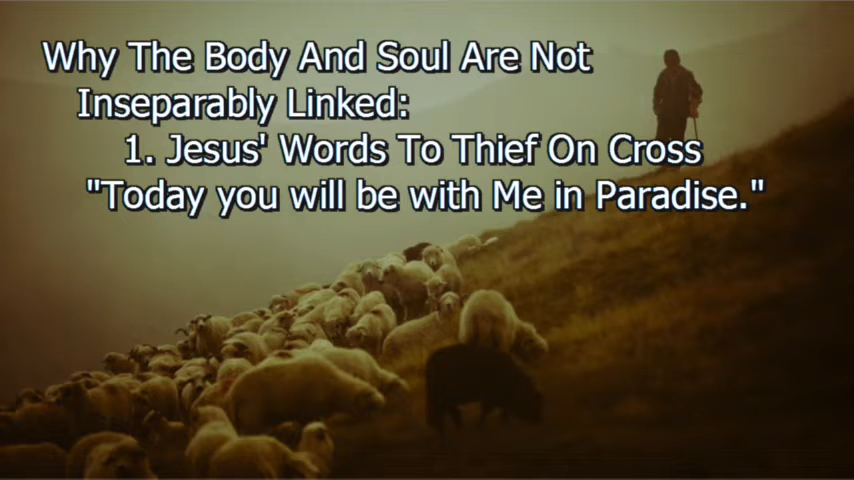 Why The Body And Soul Are Not
Inseparably Linked:
1. Jesus' Words To Thief On Cross
"Today you will be with Me in Paradise."